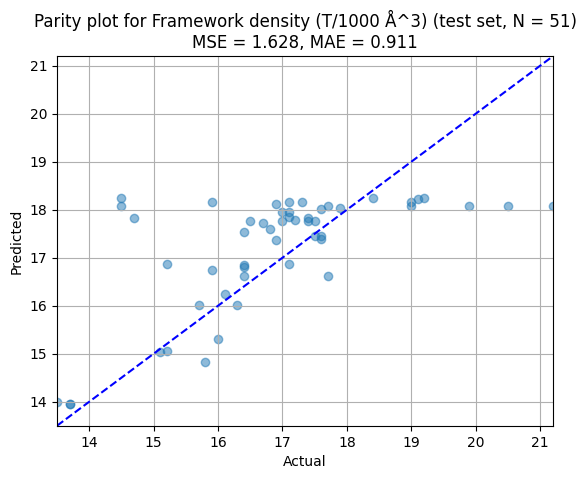 Parity plot for Framework density (T/1000 Å^3) (test set, N = 51)
MSE = 1.628, MAE = 0.911
21
20
19
18
17
16
15
14
Predicted
14 15 16 17 18 19 20 21
Actual